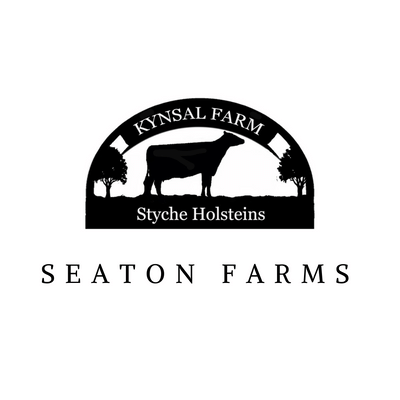 KYNSAL FARM
Styche Holsteins
SEATON FARMS